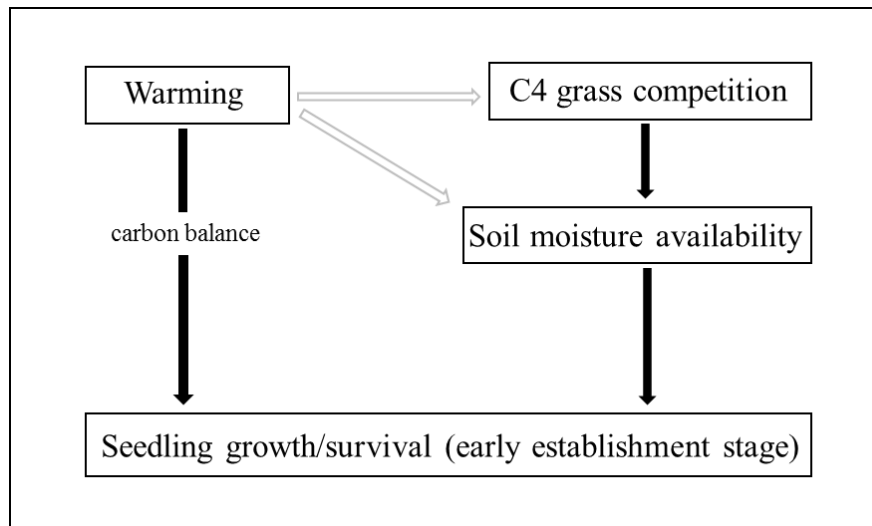 Warming
C4 grass competition
carbon balance
Soil moisture availability
Seedling growth/survival (early establishment stage)